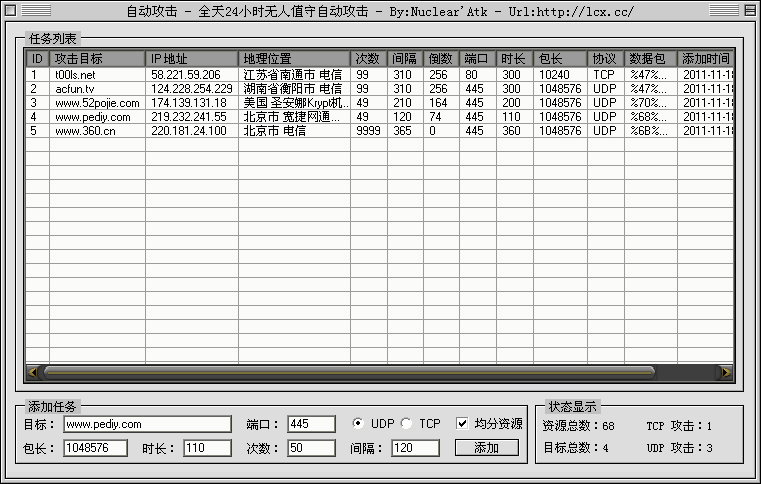 自动攻击 - 全天24小时无人值守自动攻击 - By:Nuclear'Atk - Url:http://lcx.cc/
任务列表
ID 攻击目标 IP地址 地理位置 次数 间隔 倒数 端口 时长 包长 协议 数据包 添加时间
1 t00ls.net 58.221.59.206 江苏省南通市 电信 99 310 256 80 300 10240 TCP %47%... 2011-11-18
2 acfun.tv 124.228.254.229 湖南省衡阳市 电信 99 310 256 445 300 1048576 UDP %47%... 2011-11-18
3 www.52pojie.com 174.139.131.18 美国 圣安娜Krypt机... 49 210 164 445 200 1048576 UDP %70%... 2011-11-18
4 www.pediy.com 219.232.241.55 北京市 宽捷网通... 49 120 74 445 110 1048576 UDP %68%... 2011-11-18
5 www.360.cn 220.181.24.100 北京市 电信 9999 365 0 445 360 1048576 UDP %6B%... 2011-11-18
添加任务
目标： www.pediy.com 端口： 445 UDP TCP 均分资源
包长： 1048576 时长： 110 次数： 50 间隔： 120 添加
状态显示
资源总数：68 TCP 攻击：1
目标总数：4 UDP 攻击：3